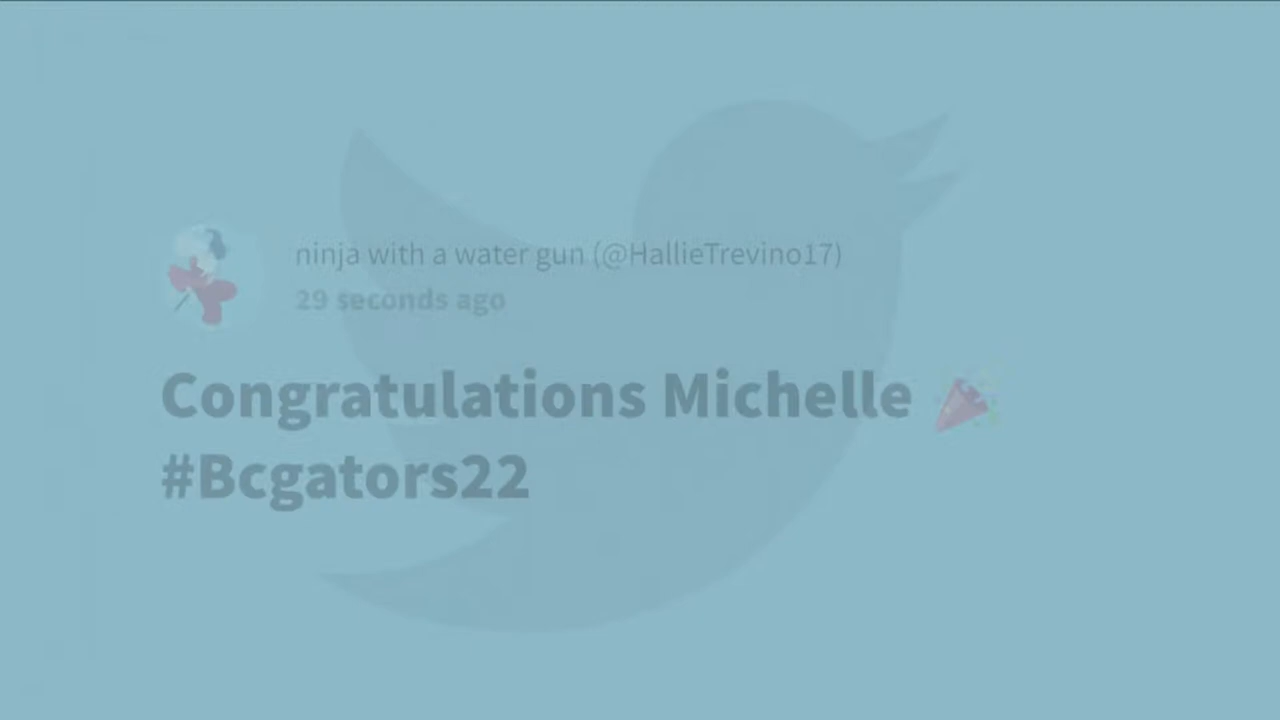 ninja with a water gun (@HallieTrevino17)
29 seconds ago
Congratulations Michelle 🎉
#Bcgators22